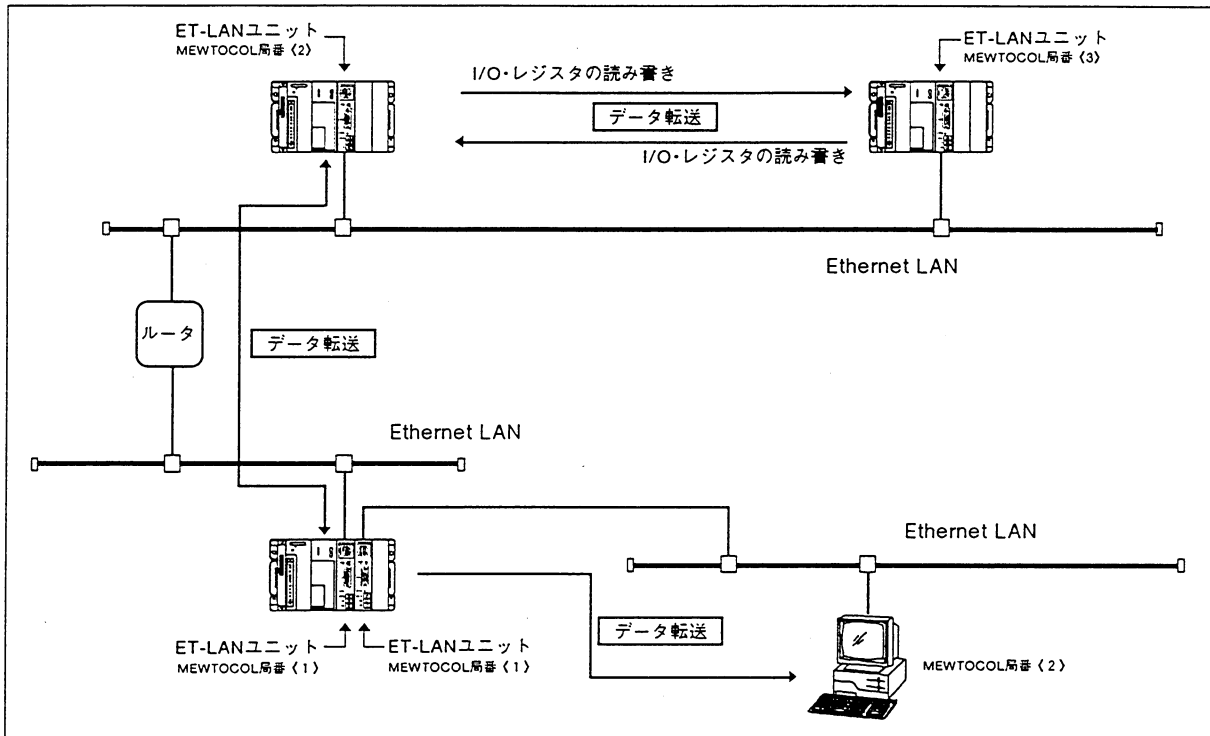 ET-LANユニット
MEWTOCOL局番〈2〉
ET-LANユニット
MEWTOCOL局番〈3〉
I/O・レジスタの読み書き
データ転送
I/O・レジスタの読み書き
Ethernet LAN
ルータ
データ転送
Ethernet LAN
Ethernet LAN
ET-LANユニット
MEWTOCOL局番〈1〉
ET-LANユニット
MEWTOCOL局番〈1〉
データ転送
MEWTOCOL局番〈2〉